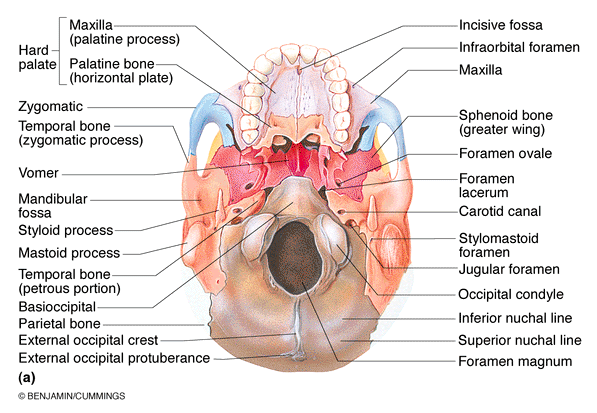 Maxilla
(palatine process)
Hard
palate
Palatine bone
(horizontal plate)
Zygomatic
Temporal bone
(zygomatic process)
Vomer
Mandibular
fossa
Styloid process
Mastoid process
Temporal bone
(petrous portion)
Basioccipital
Parietal bone
External occipital crest
External occipital protuberance
Incisive fossa
Infraorbital foramen
Maxilla
Sphenoid bone
(greater wing)
Foramen ovale
Foramen
lacerum
Carotid canal
Stylomastoid
foramen
Jugular foramen
Occipital condyle
Inferior nuchal line
Superior nuchal line
Foramen magnum
(a)
© BENJAMIN/CUMMINGS